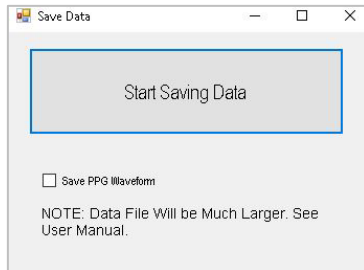 Save Data
Start Saving Data
Save PPG Waveform
NOTE: Data File Will be Much Larger. See
User Manual.